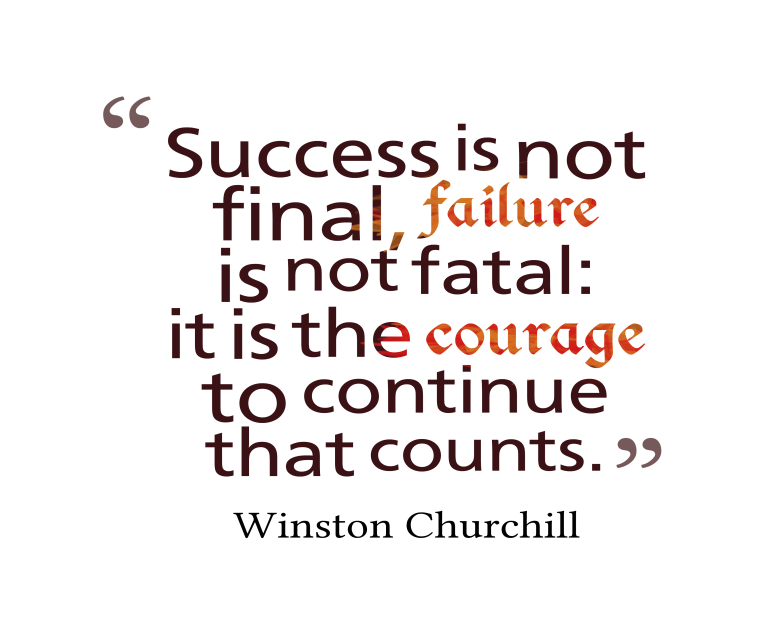 “Success is not
final, failure
is not fatal:
it is the courage
to continue
that counts.”
Winston Churchill